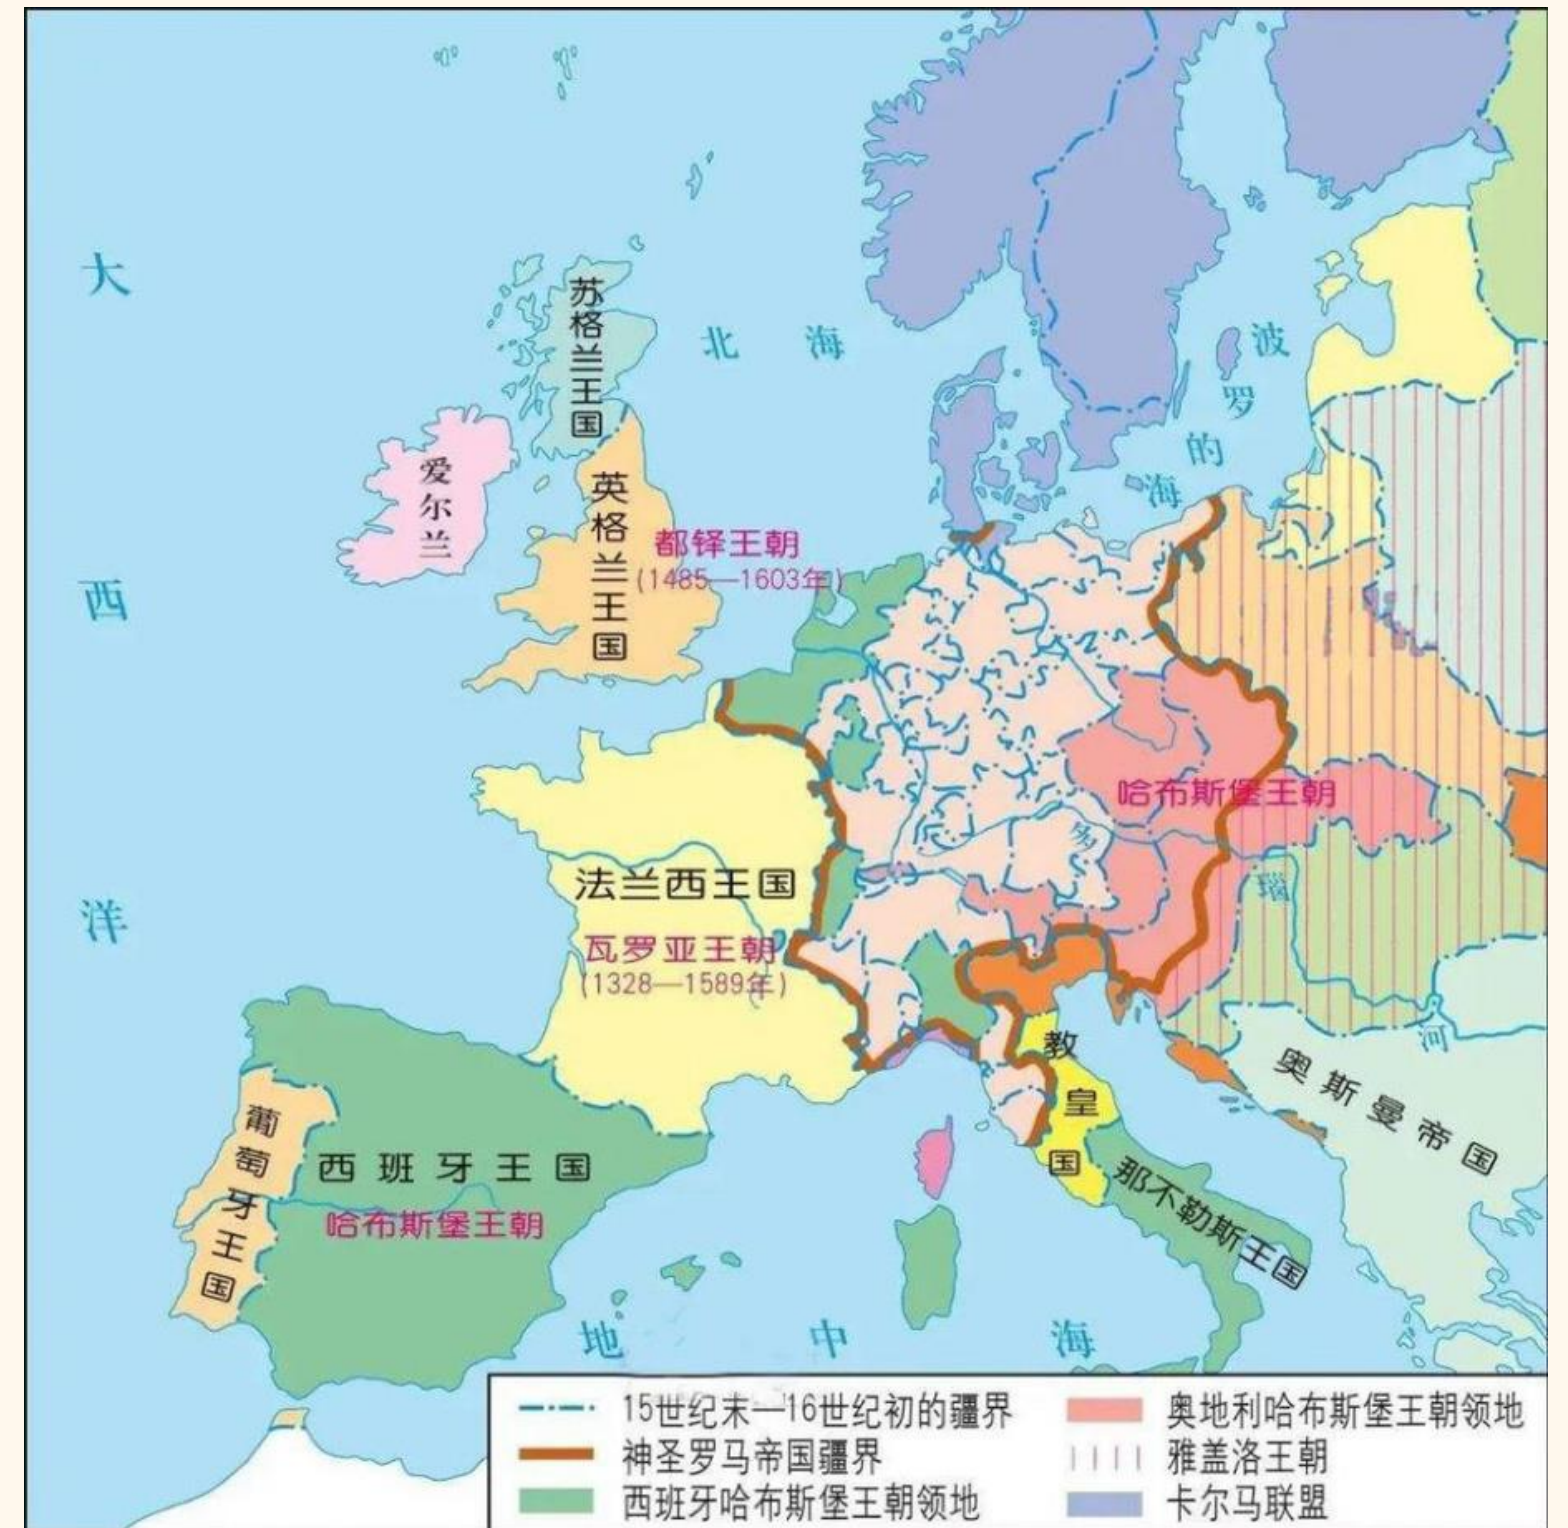 大西洋
北海
波罗的海
苏格兰王国
爱尔兰
英格兰王国
都铎王朝
(1485—1603年)
哈布斯堡王朝
多瑙河
法兰西王国
瓦罗亚王朝
(1328—1589年)
教皇国
奥斯曼帝国
葡萄牙王国
西班牙王国
哈布斯堡王朝
那不勒斯王国
地中海
15世纪末—16世纪初的疆界
神圣罗马帝国疆界
西班牙哈布斯堡王朝领地
奥地利哈布斯堡王朝领地
雅盖洛王朝
卡尔马联盟